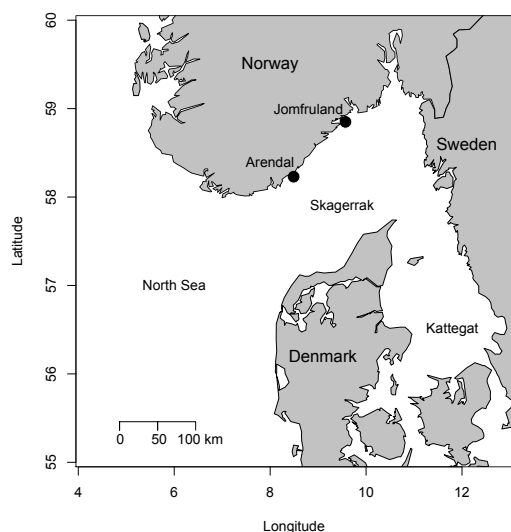 60
59
58
57
56
55
Latitude
Norway
Jomfruland
Sweden
Arendal
Skagerrak
North Sea
Kattegat
Denmark
0 50 100 km
4 6 8 10 12
Longitude